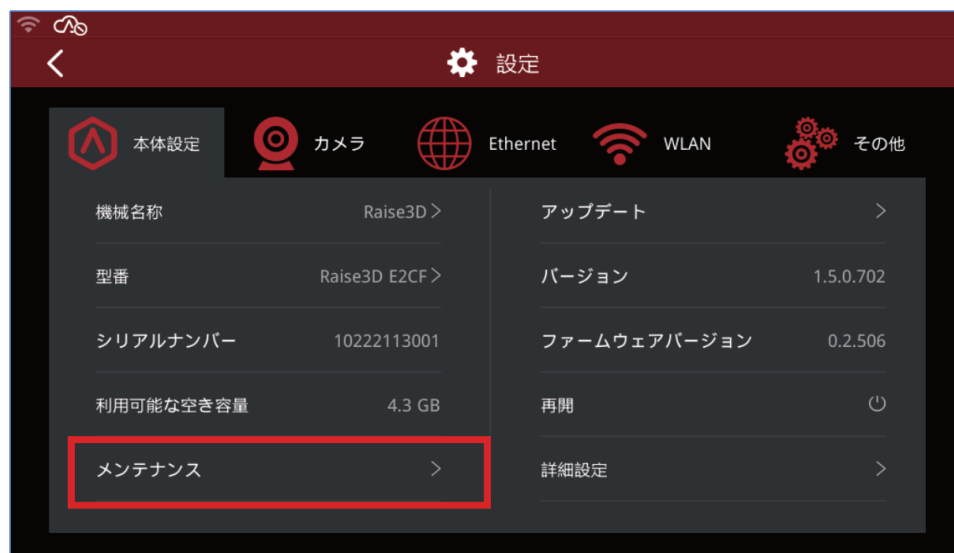 設定
本体設定 カメラ Ethernet WLAN その他
機械名称 Raise3D >
アップデート >
型番 Raise3D E2CF >
バージョン 1.5.0.702
シリアルナンバー 10222113001
ファームウェアバージョン 0.2.506
利用可能な空き容量 4.3 GB
再開
メンテナンス >
詳細設定 >